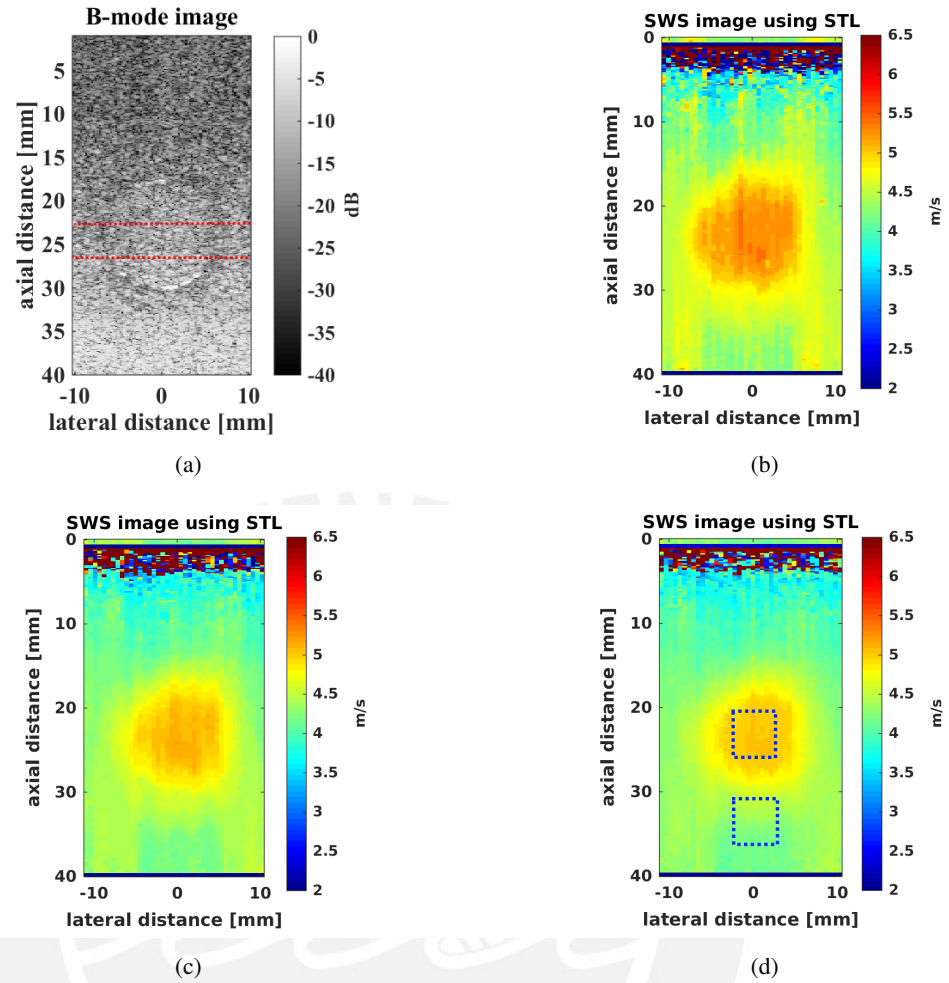 B-mode image
axial distance [mm]
5
10
15
20
25
30
35
40
-10 0 10
lateral distance [mm]
0
-5
-10
-15
-20
-25
-30
-35
-40
dB
(a)
SWS image using STL
axial distance [mm]
0
10
20
30
40
-10 0 10
lateral distance [mm]
6.5
6
5.5
5
4.5
4
3.5
3
2.5
2
m/s
(b)
SWS image using STL
axial distance [mm]
0
10
20
30
40
-10 0 10
lateral distance [mm]
6.5
6
5.5
5
4.5
4
3.5
3
2.5
2
m/s
(c)
SWS image using STL
axial distance [mm]
0
10
20
30
40
-10 0 10
lateral distance [mm]
6.5
6
5.5
5
4.5
4
3.5
3
2.5
2
m/s
(d)